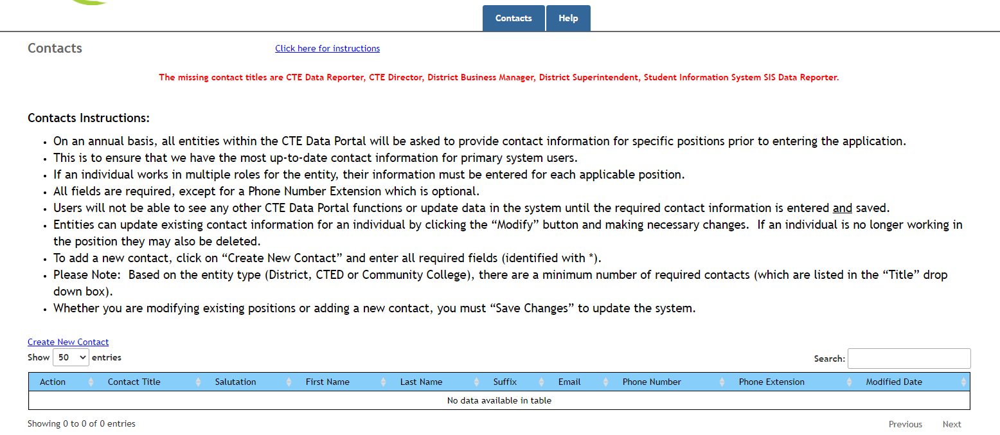 Contacts Help
Contacts Click here for instructions
The missing contact titles are CTE Data Reporter, CTE Director, District Business Manager, District Superintendent, Student Information System SIS Data Reporter.
Contacts Instructions:
• On an annual basis, all entities within the CTE Data Portal will be asked to provide contact information for specific positions prior to entering the application.
• This is to ensure that we have the most up-to-date contact information for primary system users.
• If an individual works in multiple roles for the entity, their information must be entered for each applicable position.
• All fields are required, except for a Phone Number Extension which is optional.
• Users will not be able to see any other CTE Data Portal functions or update data in the system until the required contact information is entered and saved.
• Entities can update existing contact information for an individual by clicking the “Modify” button and making necessary changes.  If an individual is no longer working in
the position they may also be deleted.
• To add a new contact, click on “Create New Contact” and enter all required fields (identified with *).
• Please Note:  Based on the entity type (District, CTED or Community College), there are a minimum number of required contacts (which are listed in the “Title” drop
down box).
• Whether you are modifying existing positions or adding a new contact, you must “Save Changes” to update the system.
Create New Contact
Show 50 entries Search:
Action Contact Title Salutation First Name Last Name Suffix Email Phone Number Phone Extension Modified Date
No data available in table
Showing 0 to 0 of 0 entries Previous Next